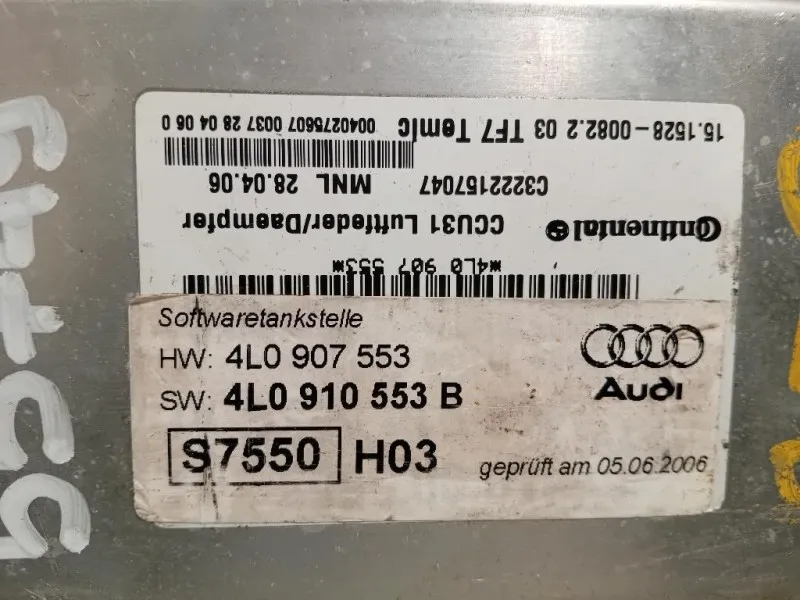 15.1528-0082.2 03 TF7 Temic 0040275607 0037 28 04 06 0
C3222157047 MNL 28.04.06
Continental CCU31 Luftfeder/Daempfer
*4L0 907 553*
Softwaretankstelle
HW: 4L0 907 553
SW: 4L0 910 553 B
Audi
S7550 H03
geprüft am 05.06.2006